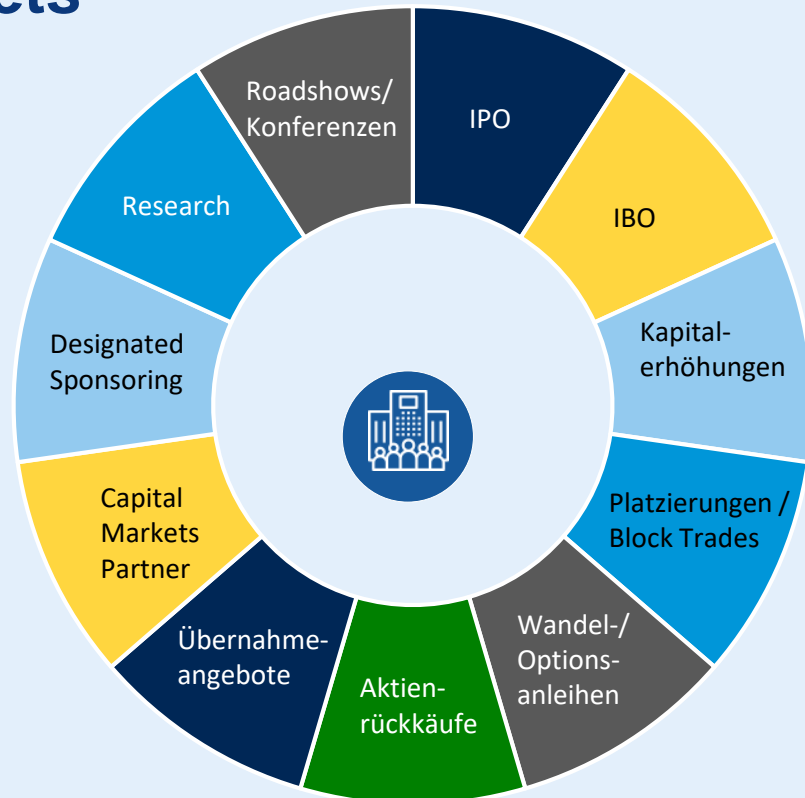 Roadshows/
Konferenzen
IPO
IBO
Kapital-
erhöhungen
Platzierungen /
Block Trades
Wandel-/
Options-
anleihen
Aktien-
rückkäufe
Übernahme-
angebote
Capital
Markets
Partner
Designated
Sponsoring
Research